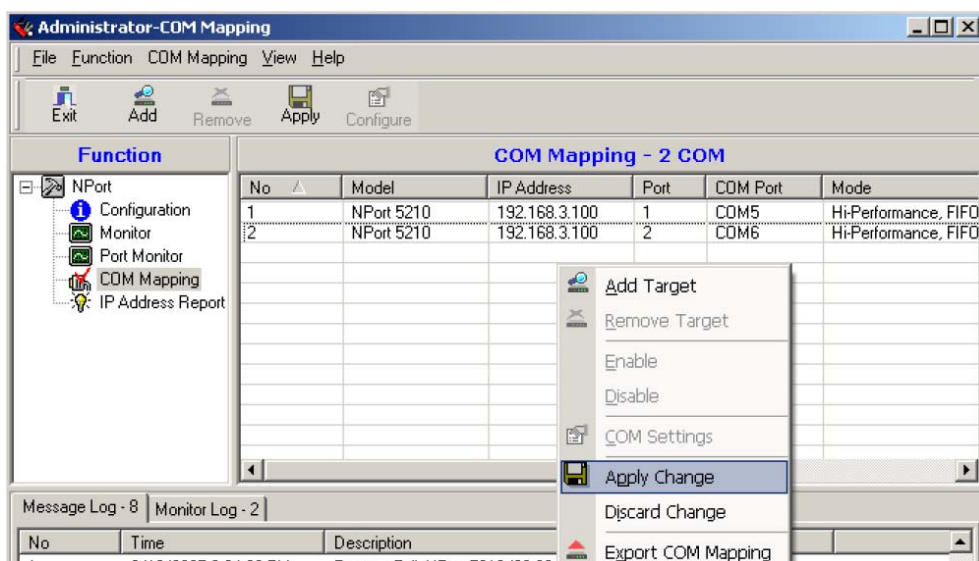 Administrator-COM Mapping
File Function COM Mapping View Help
Exit Add Remove Apply Configure
Function
COM Mapping - 2 COM
NPort
Configuration
Monitor
Port Monitor
COM Mapping
IP Address Report
No Model IP Address Port COM Port Mode
1 NPort 5210 192.168.3.100 1 COM5 Hi-Performance, FIFO
2 NPort 5210 192.168.3.100 2 COM6 Hi-Performance, FIFO
Add Target
Remove Target
Enable
Disable
COM Settings
Apply Change
Discard Change
Export COM Mapping
Message Log - 8 Monitor Log - 2
No Time Description